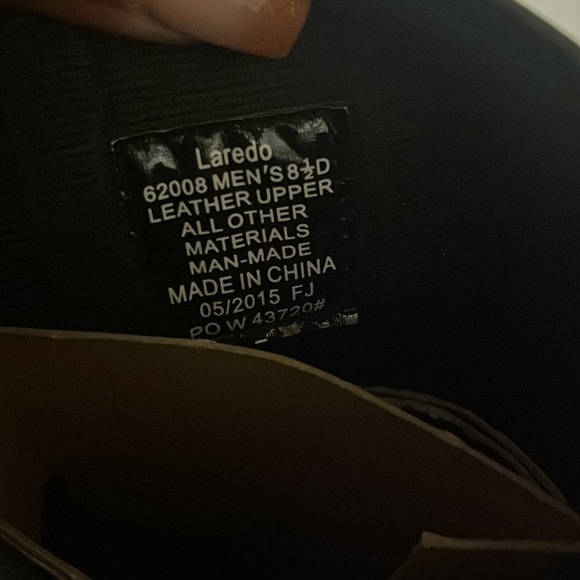 Laredo
62008 MEN'S 8½D
LEATHER UPPER
ALL OTHER
MATERIALS
MAN-MADE
MADE IN CHINA
05/2015 FJ
PO W 43720#